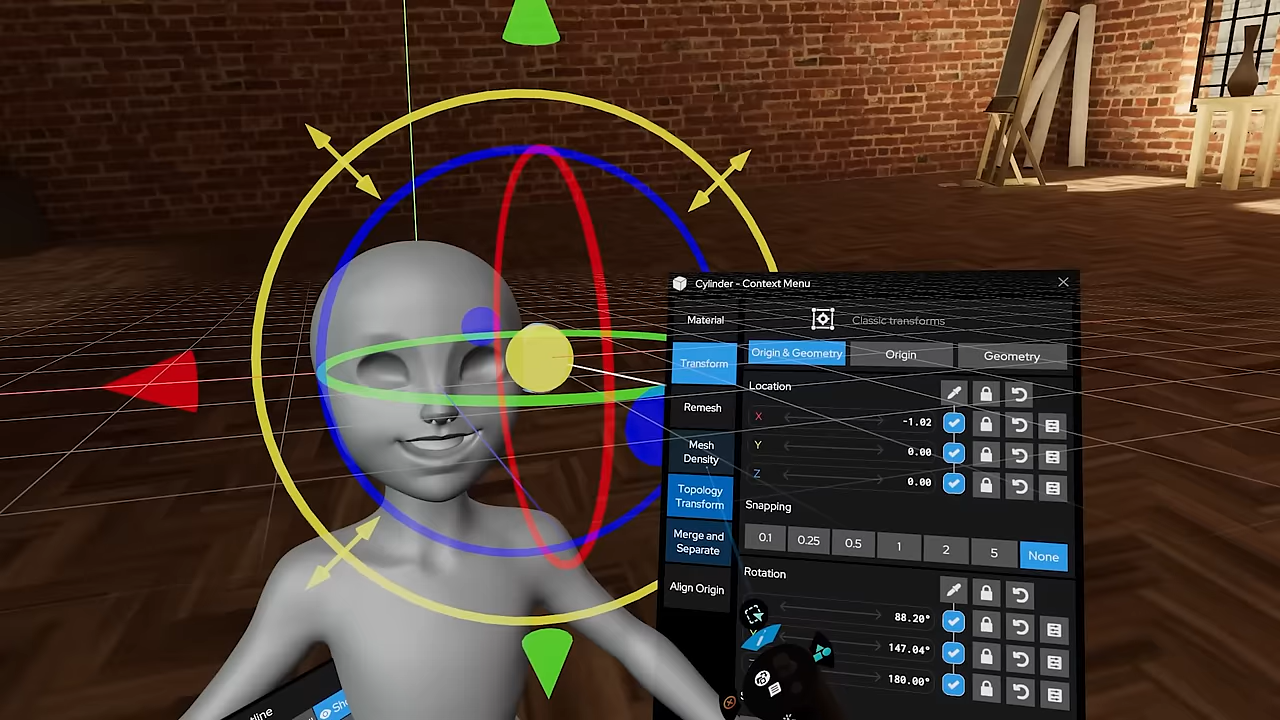 Cylinder - Context Menu
Material
Classic transforms
Transform
Origin & Geometry
Origin
Geometry
Location
Remesh
X
-1.02
Mesh Density
Y
0.00
Z
0.00
Topology Transform
Snapping
0.1
0.25
0.5
1
2
5
None
Merge and Separate
Rotation
Align Origin
88.20°
147.04°
180.00°